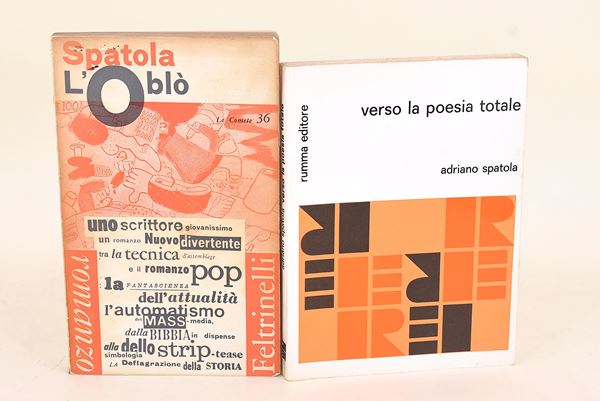 Spatola
L'Oblò
Le Comete 36
uno scrittore giovanissimo
un romanzo Nuovo divertente
tra la tecnica d'assemblage
e il romanzo pop
la FANTASCIENZA
dell'attualità
l'automatismo
dei MASS-media,
dalla BIBBIA in dispense
alla dello strip-tease
simbologia
la Deflagrazione della STORIA
romanzo
Feltrinelli
adriano spatola verso la poesia totale
rumma editore
verso la poesia totale
adriano spatola